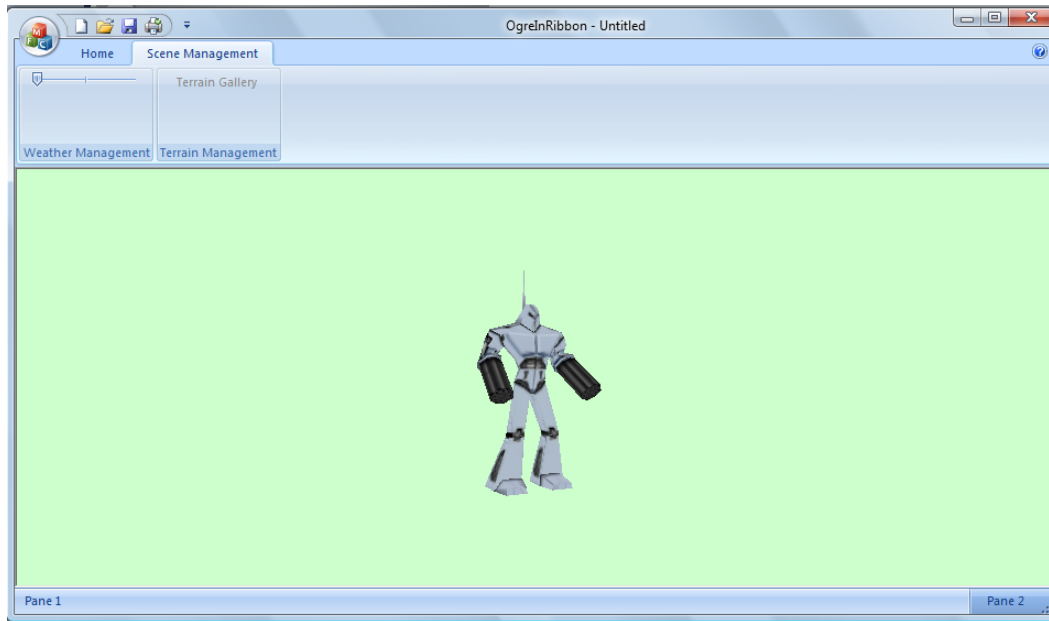 OgreInRibbon - Untitled
Home Scene Management
Terrain Gallery
Weather Management Terrain Management
Pane 1 Pane 2